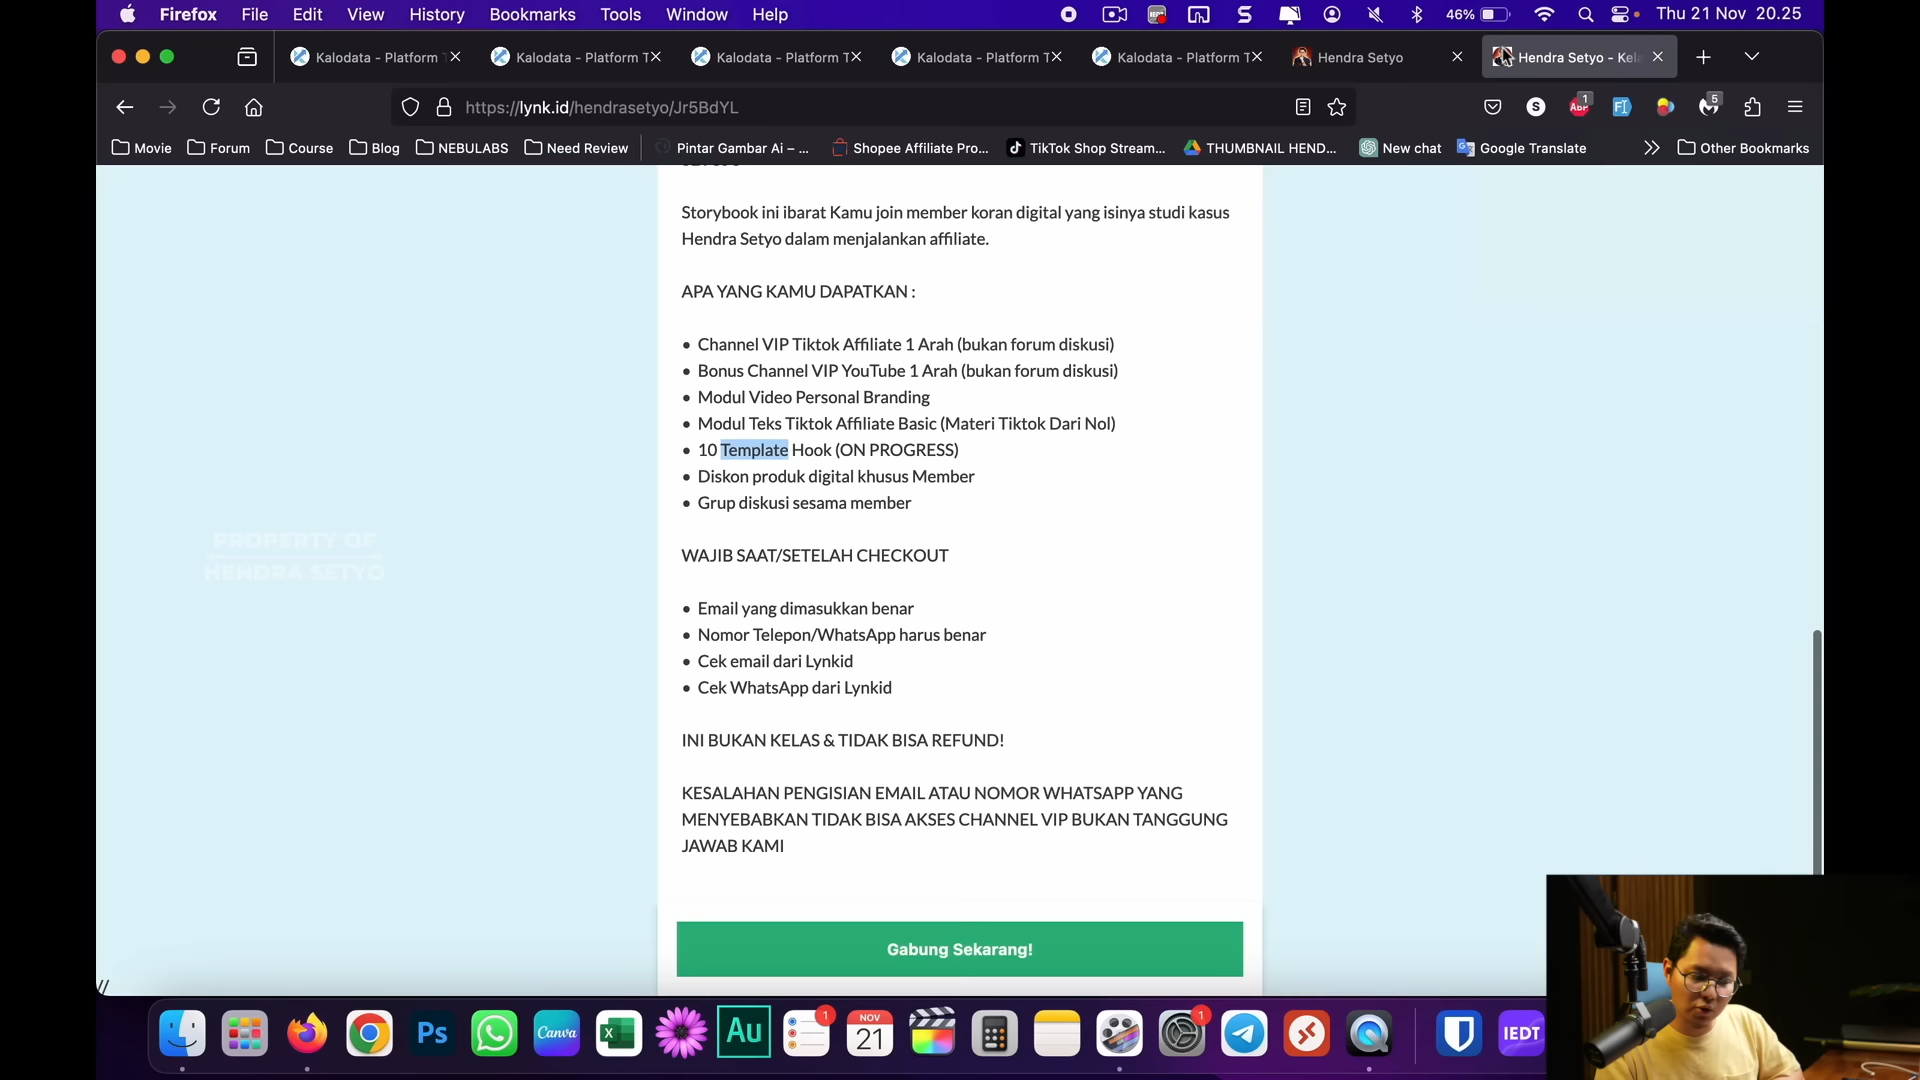 Firefox File Edit View History Bookmarks Tools Window Help 46% Thu 21 Nov 20.25
Kalodata - Platform T Kalodata - Platform T Kalodata - Platform T Kalodata - Platform T Kalodata - Platform T Hendra Setyo Hendra Setyo - Kela
https://lynk.id/hendrasetyo/Jr5BdYL S ABP 1 5
Movie Forum Course Blog NEBULABS Need Review Pintar Gambar Ai – ... Shopee Affiliate Pro... TikTok Shop Stream... THUMBNAIL HEND... New chat Google Translate Other Bookmarks
Storybook ini ibarat Kamu join member koran digital yang isinya studi kasus
Hendra Setyo dalam menjalankan affiliate.
APA YANG KAMU DAPATKAN :
• Channel VIP Tiktok Affiliate 1 Arah (bukan forum diskusi)
• Bonus Channel VIP YouTube 1 Arah (bukan forum diskusi)
• Modul Video Personal Branding
• Modul Teks Tiktok Affiliate Basic (Materi Tiktok Dari Nol)
• 10 Template Hook (ON PROGRESS)
• Diskon produk digital khusus Member
• Grup diskusi sesama member
PROPERTY OF
HENDRA SETYO
WAJIB SAAT/SETELAH CHECKOUT
• Email yang dimasukkan benar
• Nomor Telepon/WhatsApp harus benar
• Cek email dari Lynkid
• Cek WhatsApp dari Lynkid
INI BUKAN KELAS & TIDAK BISA REFUND!
KESALAHAN PENGISIAN EMAIL ATAU NOMOR WHATSAPP YANG
MENYEBABKAN TIDAK BISA AKSES CHANNEL VIP BUKAN TANGGUNG
JAWAB KAMI
Gabung Sekarang!
//
Ps Canva Au 1 NOV 21 1 IEDT